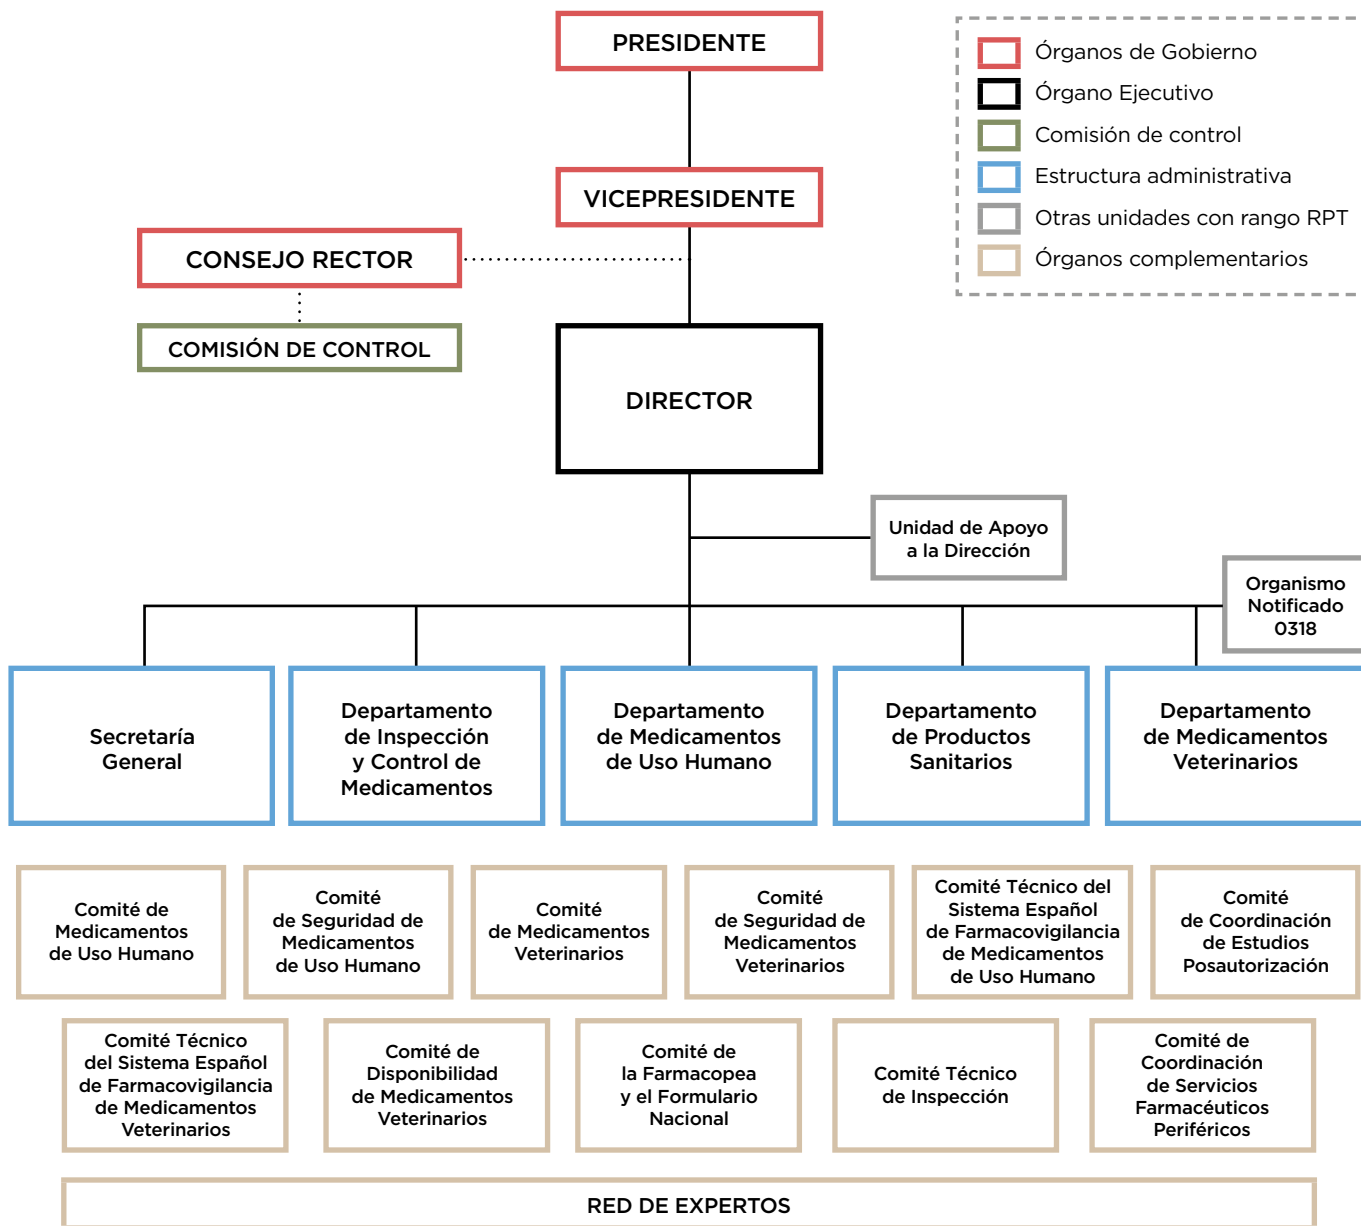 PRESIDENTE
VICEPRESIDENTE
CONSEJO RECTOR
COMISIÓN DE CONTROL
DIRECTOR
Órganos de Gobierno
Órgano Ejecutivo
Comisión de control
Estructura administrativa
Otras unidades con rango RPT
Órganos complementarios
Unidad de Apoyo
a la Dirección
Organismo
Notificado
0318
Secretaría
General
Departamento
de Inspección
y Control de
Medicamentos
Departamento
de Medicamentos
de Uso Humano
Departamento
de Productos
Sanitarios
Departamento
de Medicamentos
Veterinarios
Comité de
Medicamentos
de Uso Humano
Comité
de Seguridad de
Medicamentos
de Uso Humano
Comité
de Medicamentos
Veterinarios
Comité
de Seguridad de
Medicamentos
Veterinarios
Comité Técnico del
Sistema Español
de Farmacovigilancia
de Medicamentos
de Uso Humano
Comité
de Coordinación
de Estudios
Posautorización
Comité Técnico
del Sistema Español
de Farmacovigilancia
de Medicamentos
Veterinarios
Comité de
Disponibilidad
de Medicamentos
Veterinarios
Comité de
la Farmacopea
y el Formulario
Nacional
Comité Técnico
de Inspección
Comité de
Coordinación
de Servicios
Farmacéuticos
Periféricos
RED DE EXPERTOS